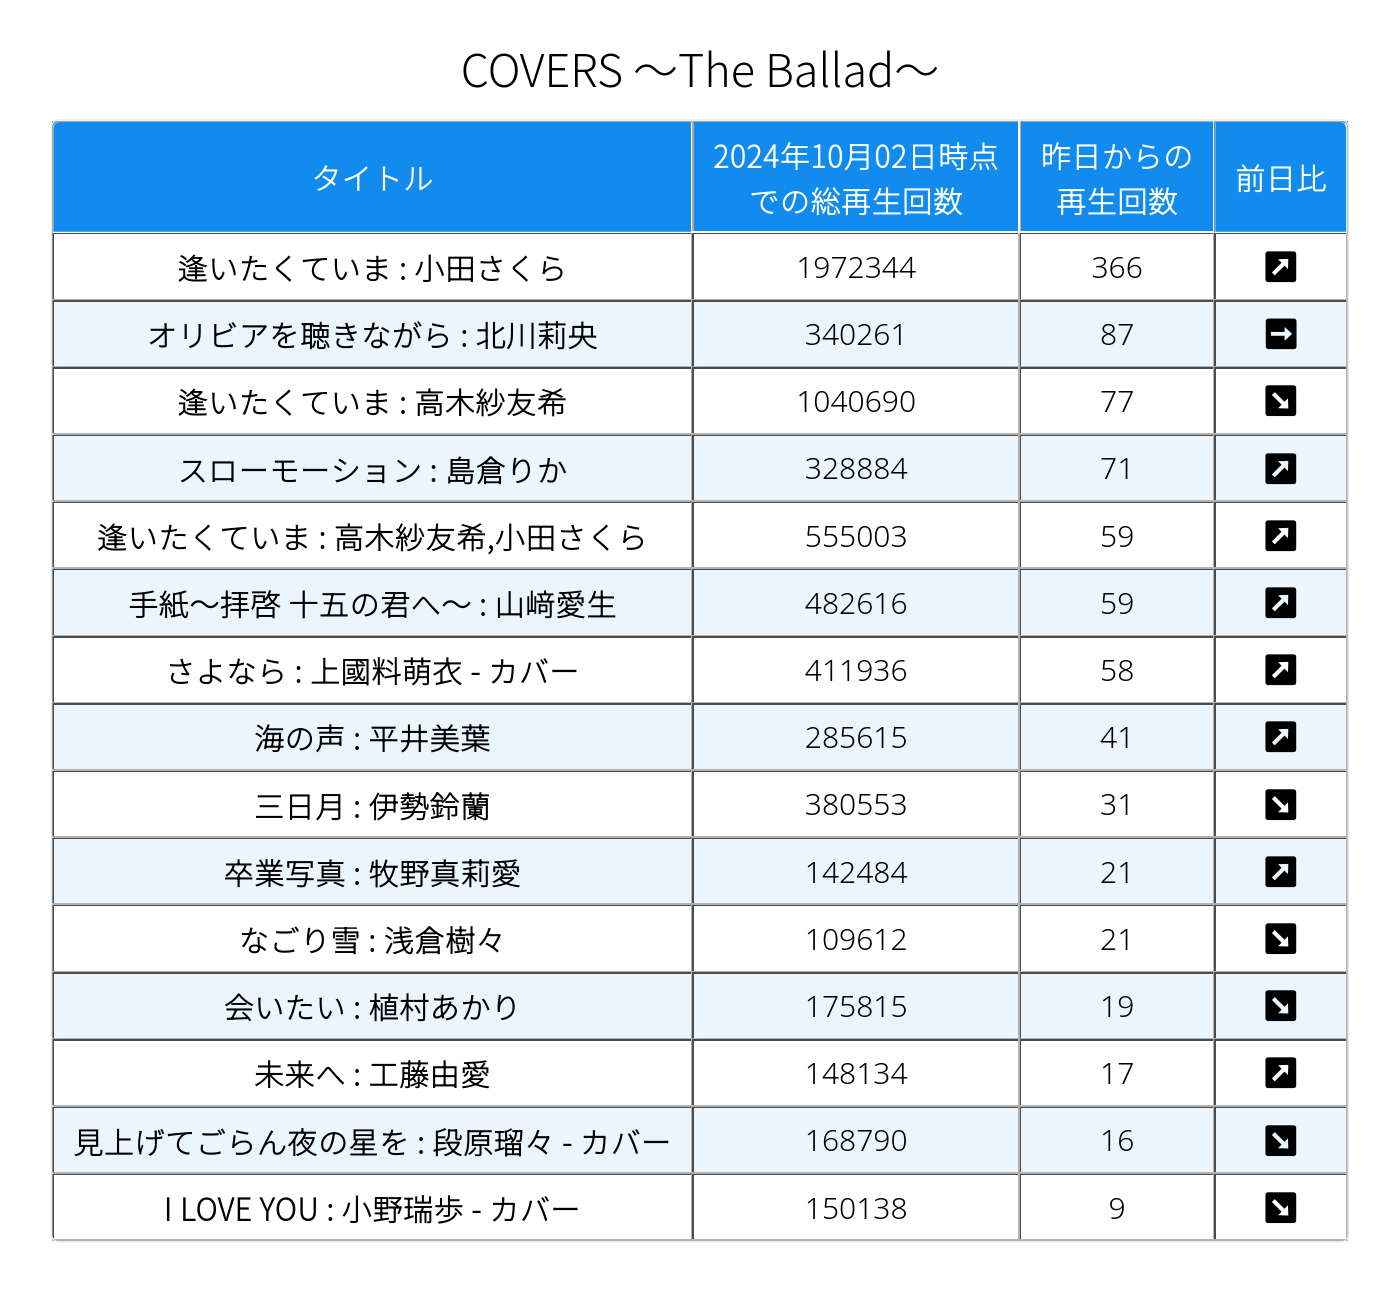 COVERS ～The Ballad～
タイトル 2024年10月02日時点での総再生回数 昨日からの再生回数 前日比
逢いたくていま : 小田さくら 1972344 366 ↗
オリビアを聴きながら : 北川莉央 340261 87 →
逢いたくていま : 高木紗友希 1040690 77 ↘
スローモーション : 島倉りか 328884 71 ↗
逢いたくていま : 高木紗友希,小田さくら 555003 59 ↗
手紙～拝啓 十五の君へ～ : 山﨑愛生 482616 59 ↗
さよなら : 上國料萌衣 - カバー 411936 58 ↗
海の声 : 平井美葉 285615 41 ↗
三日月 : 伊勢鈴蘭 380553 31 ↘
卒業写真 : 牧野真莉愛 142484 21 ↗
なごり雪 : 浅倉樹々 109612 21 ↘
会いたい : 植村あかり 175815 19 ↘
未来へ : 工藤由愛 148134 17 ↗
見上げてごらん夜の星を : 段原瑠々 - カバー 168790 16 ↘
I LOVE YOU : 小野瑞歩 - カバー 150138 9 ↘